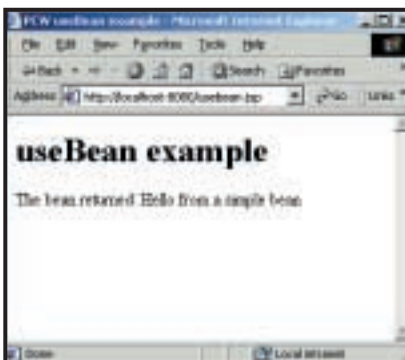 PCW useBean example - Microsoft Internet Explorer
File Edit View Favorites Tools Help
Back Search Favorites
Address http://localhost:8080/usebean.jsp Go Links
useBean example
The bean returned Hello from a simple bean
Done Local intranet